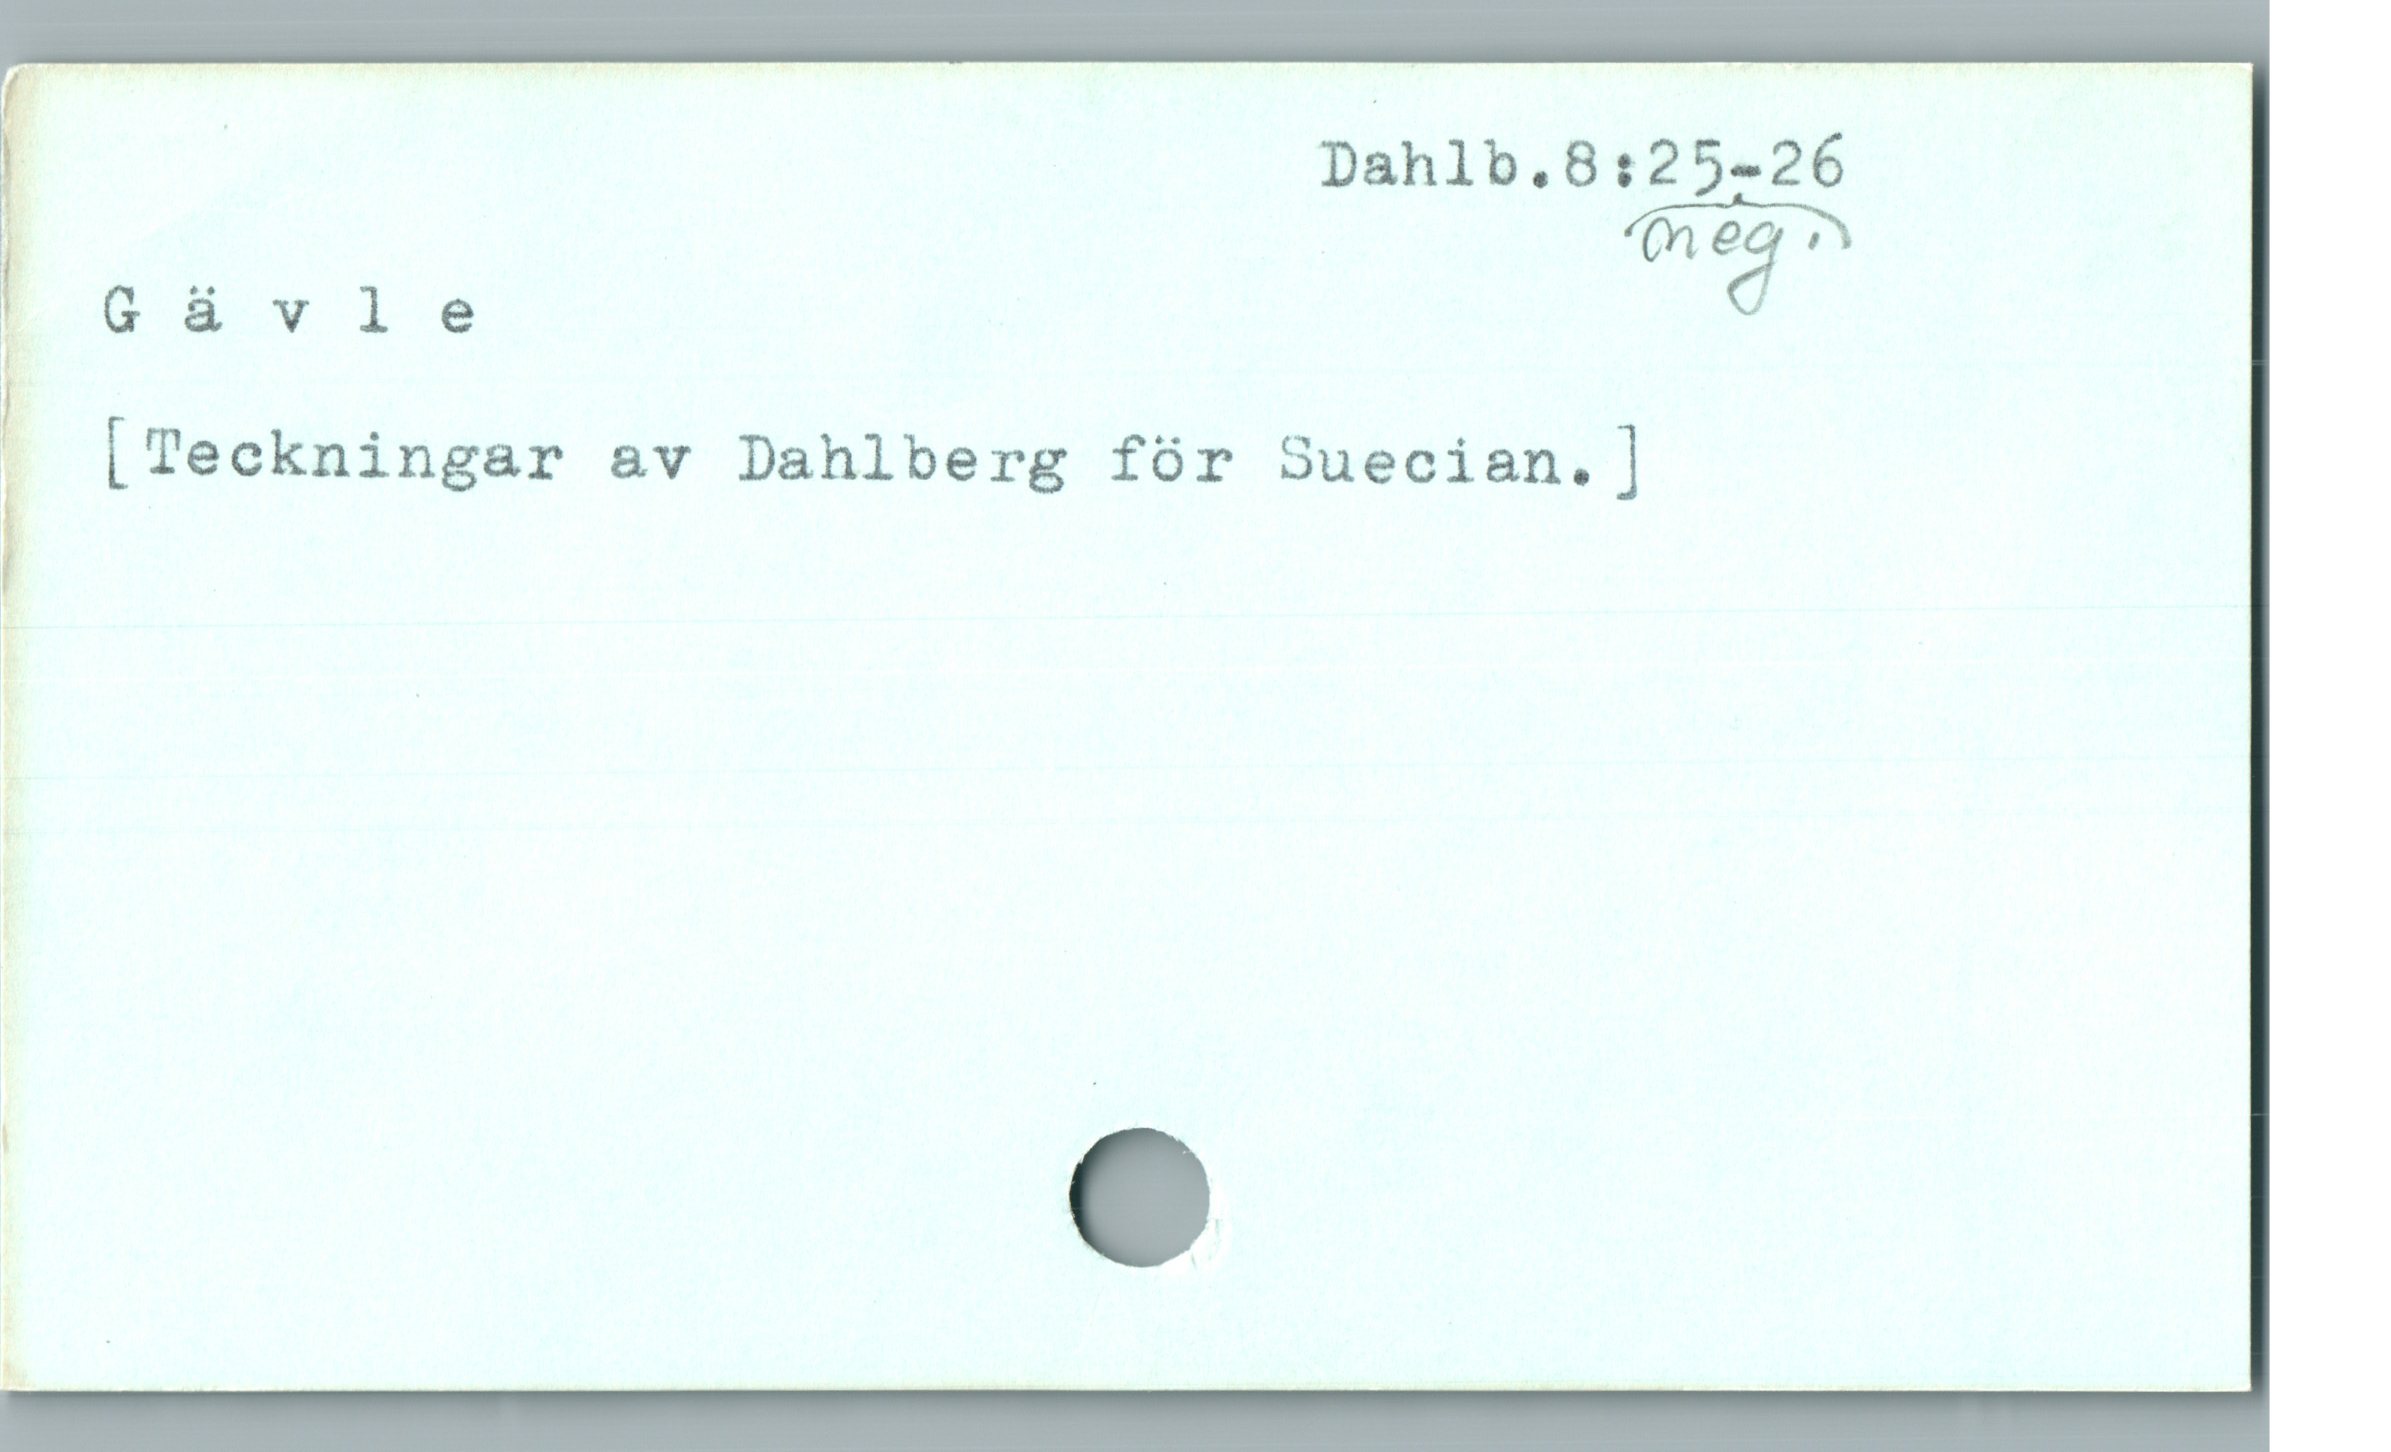 Dahlb.8:25-26
neg.
G ä v l e
[Teckningar av Dahlberg för Suecian.]